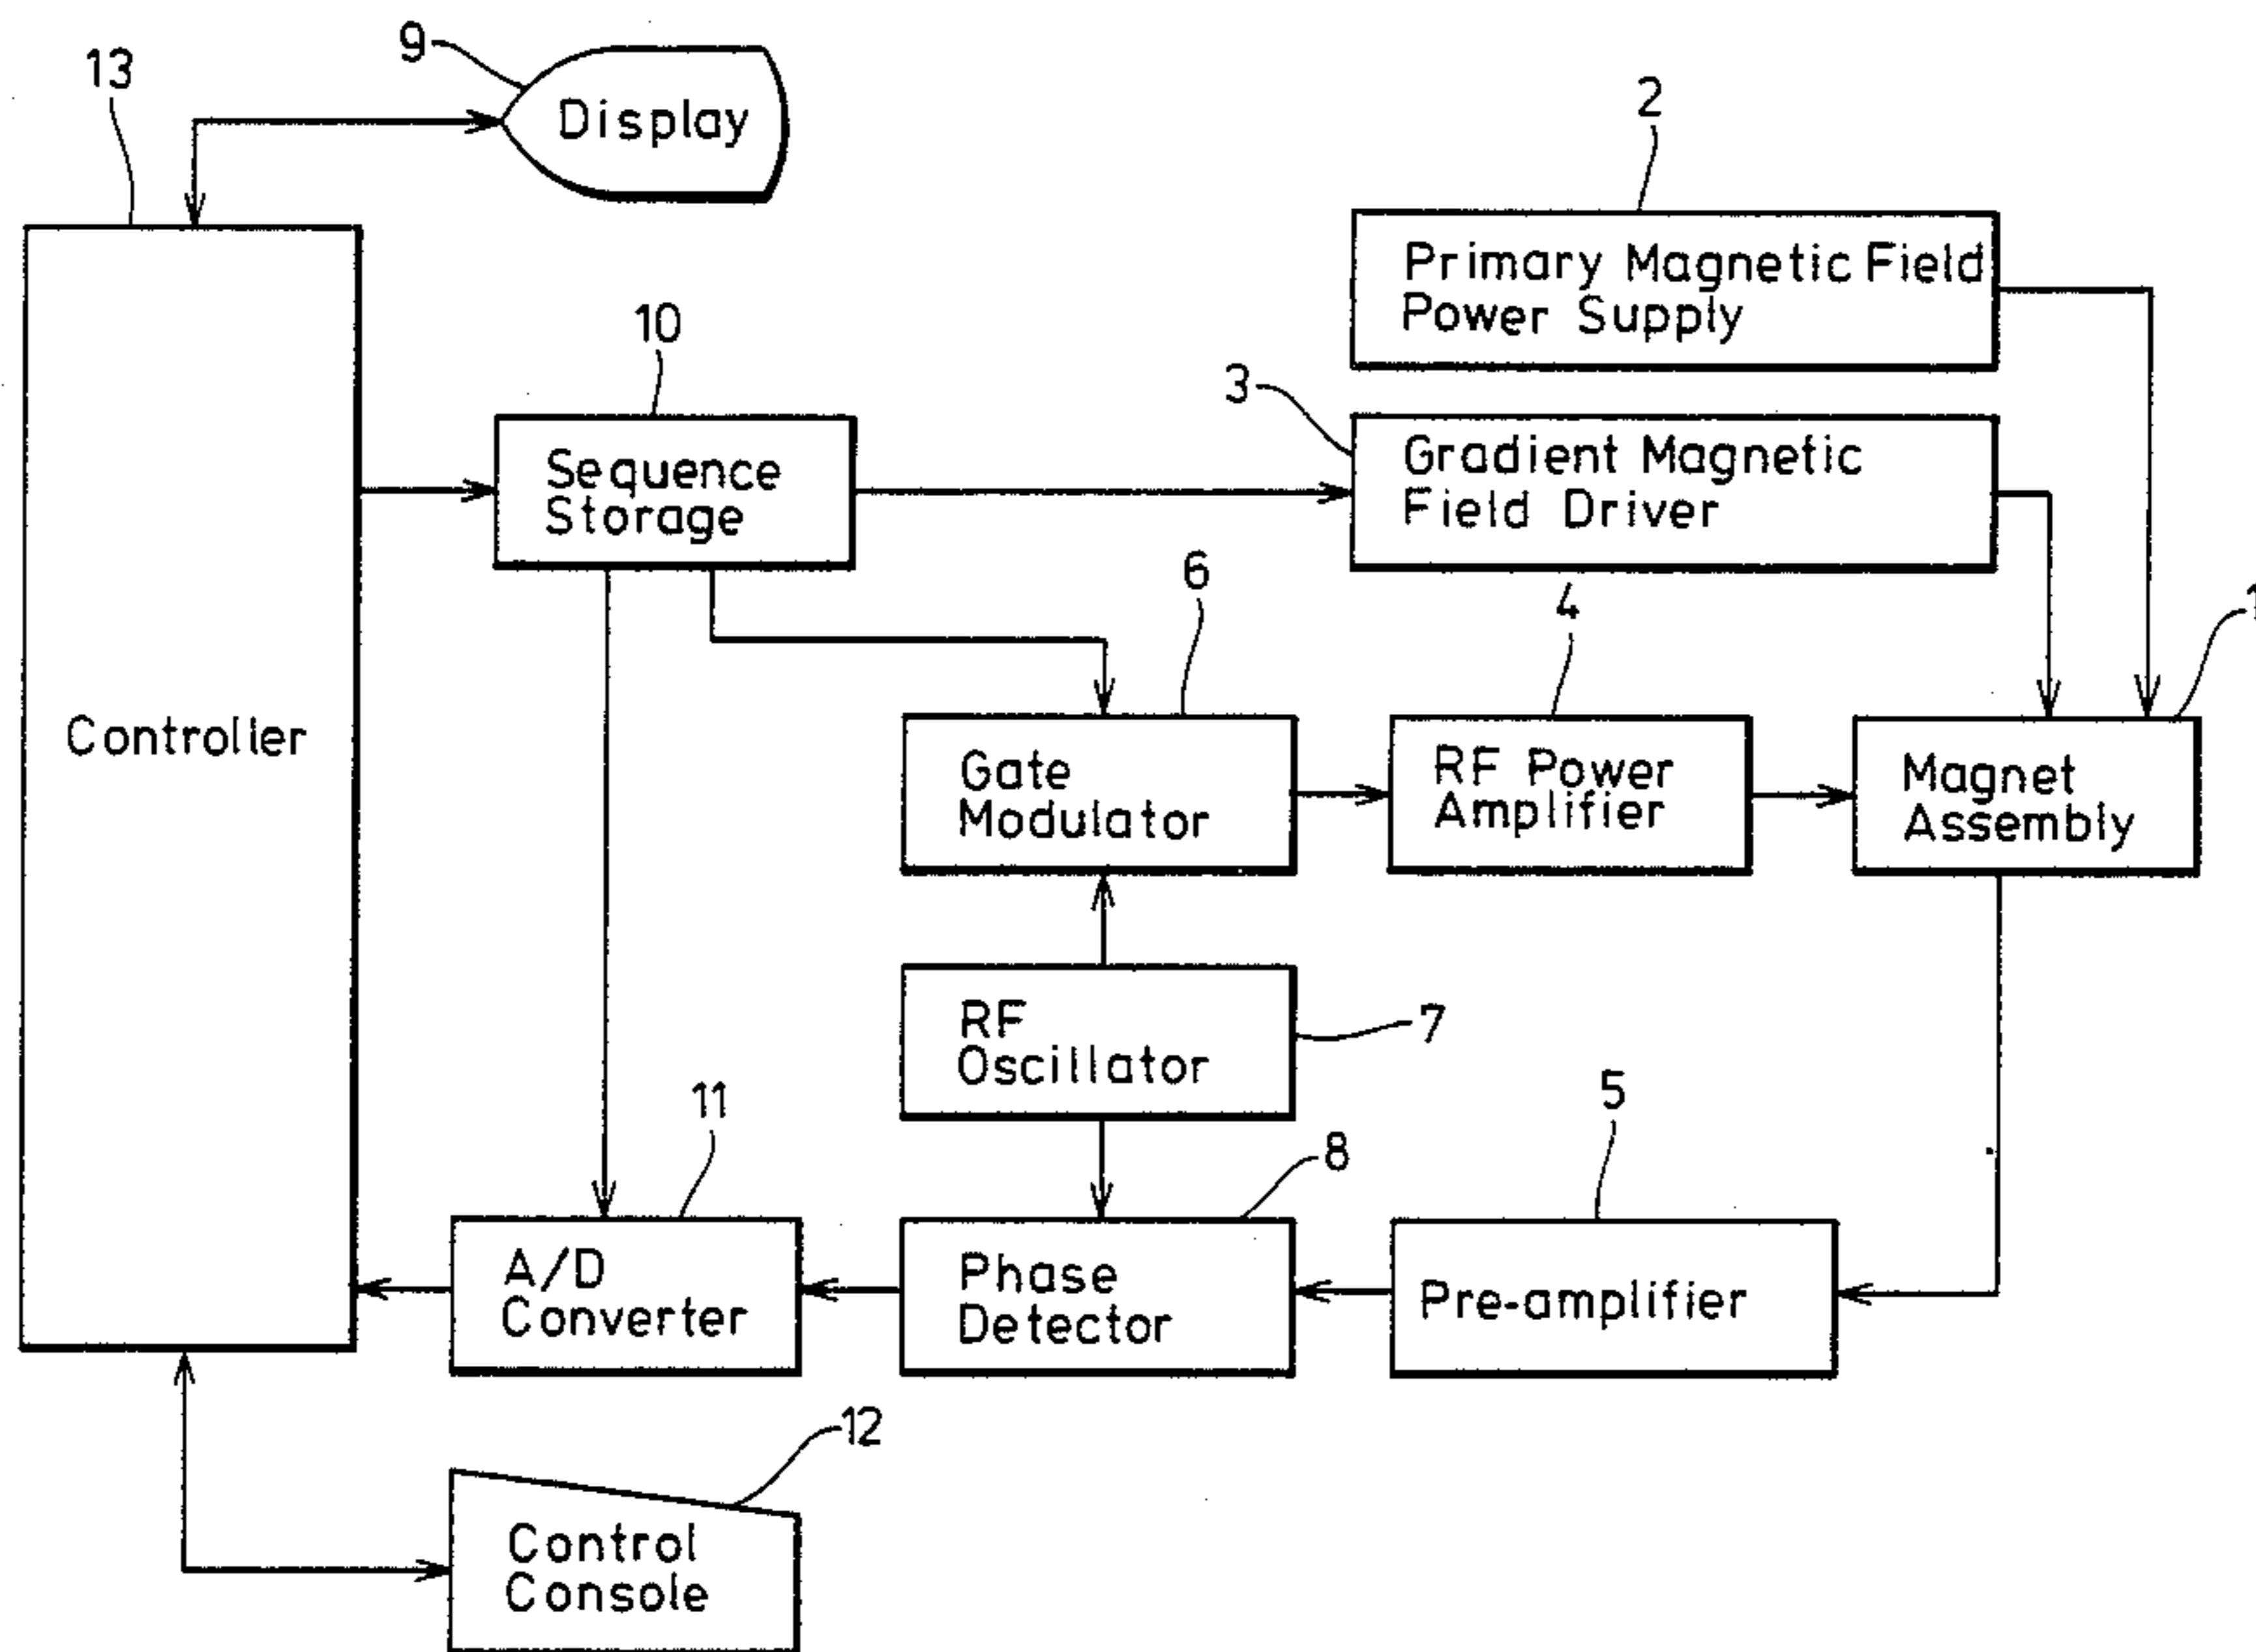 9
13
Display
2
Primary Magnetic Field
Power Supply
10
3
Sequence
Storage
Gradient Magnetic
Field Driver
6
4
1
Controller
Gate
Modulator
RF Power
Amplifier
Magnet
Assembly
RF
Oscillator
7
11
5
8
A/D
Converter
Phase
Detector
Pre-amplifier
12
Control
Console